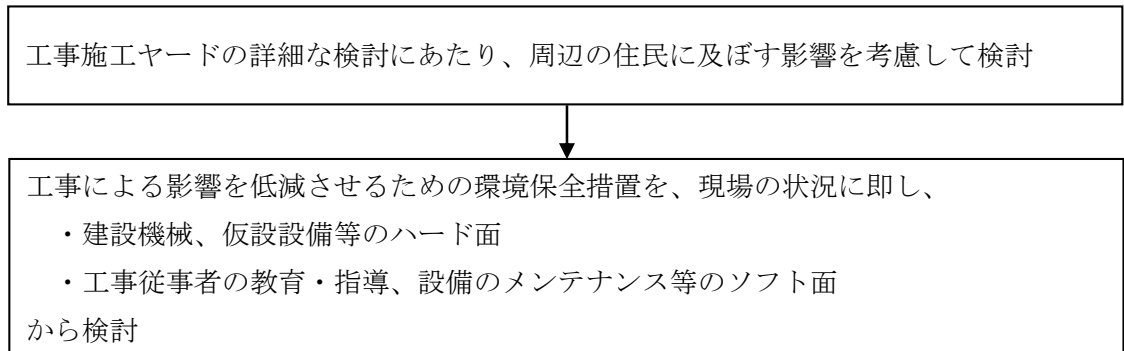 工事施工ヤードの詳細な検討にあたり、周辺の住民に及ぼす影響を考慮して検討
工事による影響を低減させるための環境保全措置を、現場の状況に即し、
・建設機械、仮設設備等のハード面
・工事従事者の教育・指導、設備のメンテナンス等のソフト面
から検討